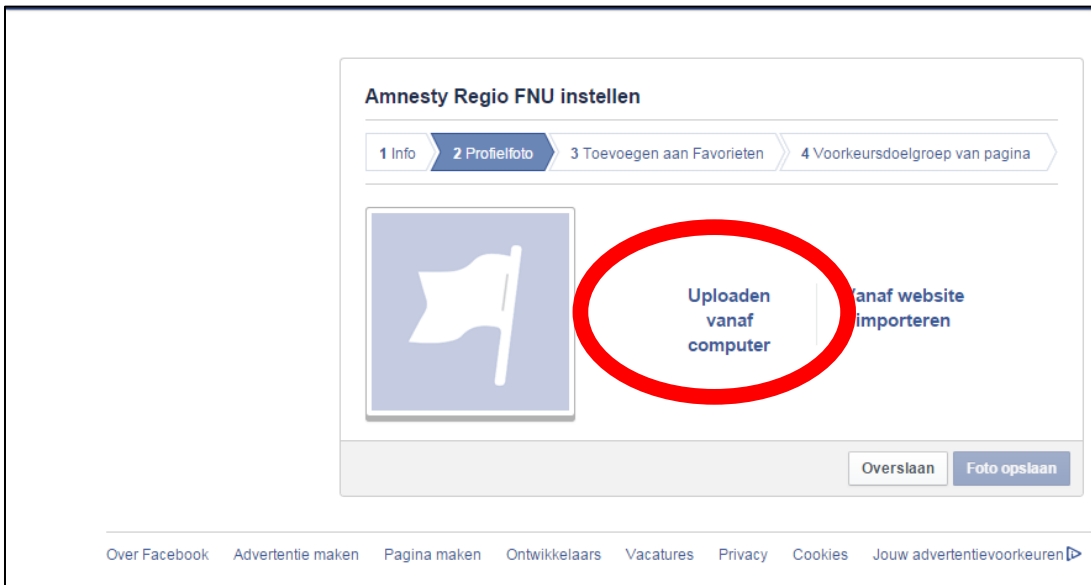 Amnesty Regio FNU instellen
1 Info 2 Profielfoto 3 Toevoegen aan Favorieten 4 Voorkeursdoelgroep van pagina
Uploaden
vanaf
computer
Vanaf website
importeren
Overslaan Foto opslaan
Over Facebook Advertentie maken Pagina maken Ontwikkelaars Vacatures Privacy Cookies Jouw advertentievoorkeuren